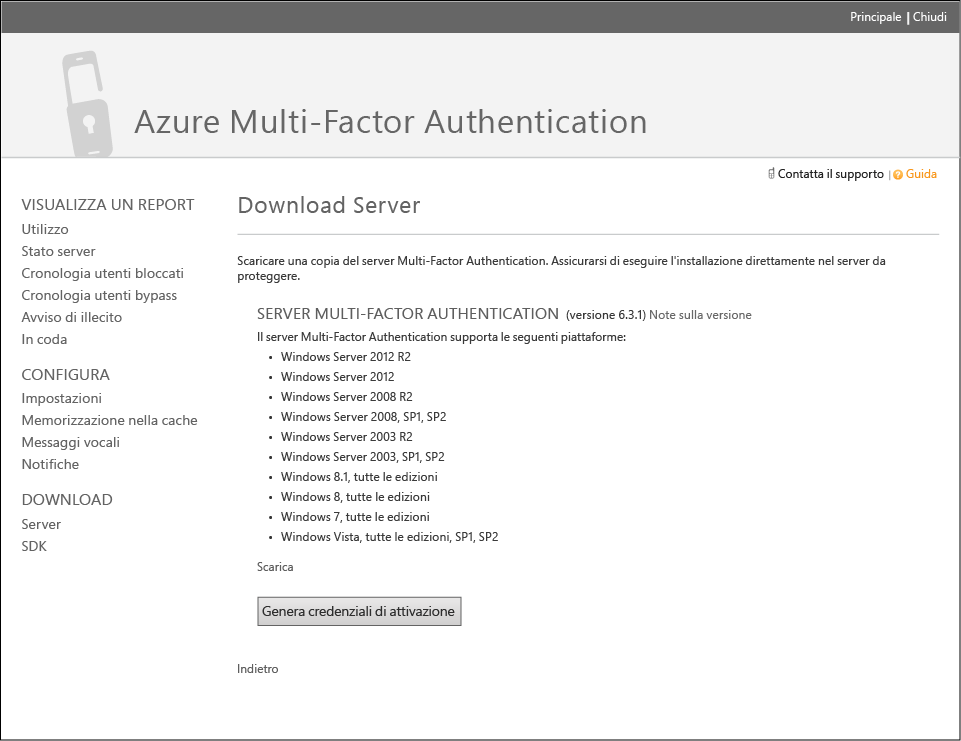 Principale | Chiudi
Azure Multi-Factor Authentication
Contatta il supporto | Guida
VISUALIZZA UN REPORT
Utilizzo
Stato server
Cronologia utenti bloccati
Cronologia utenti bypass
Avviso di illecito
In coda
CONFIGURA
Impostazioni
Memorizzazione nella cache
Messaggi vocali
Notifiche
DOWNLOAD
Server
SDK
Download Server
Scaricare una copia del server Multi-Factor Authentication. Assicurarsi di eseguire l'installazione direttamente nel server da
proteggere.
SERVER MULTI-FACTOR AUTHENTICATION (versione 6.3.1) Note sulla versione
Il server Multi-Factor Authentication supporta le seguenti piattaforme:
• Windows Server 2012 R2
• Windows Server 2012
• Windows Server 2008 R2
• Windows Server 2008, SP1, SP2
• Windows Server 2003 R2
• Windows Server 2003, SP1, SP2
• Windows 8.1, tutte le edizioni
• Windows 8, tutte le edizioni
• Windows 7, tutte le edizioni
• Windows Vista, tutte le edizioni, SP1, SP2
Scarica
Genera credenziali di attivazione
Indietro